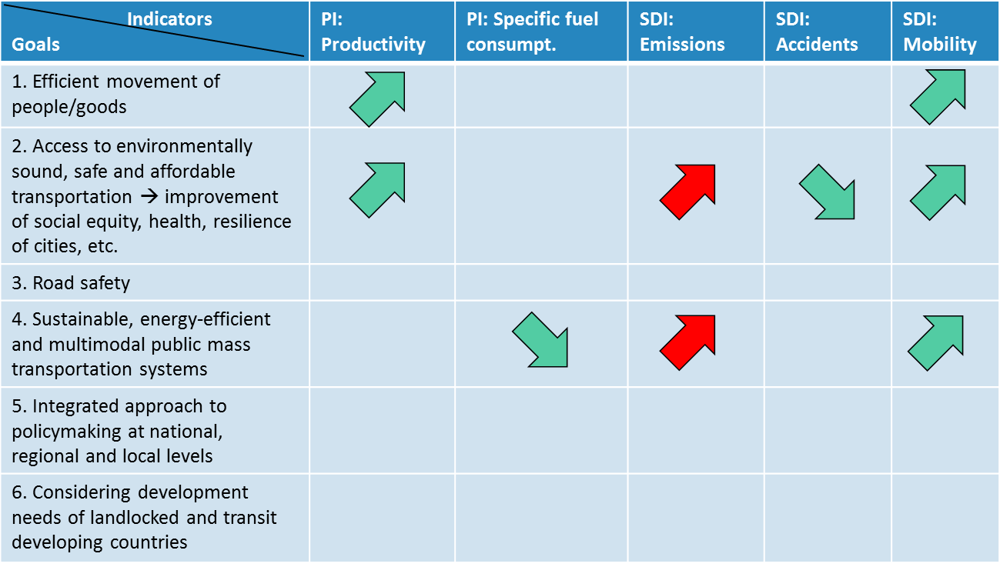 Indicators
Goals
PI:
Productivity
PI: Specific fuel
consumpt.
SDI:
Emissions
SDI:
Accidents
SDI:
Mobility
1. Efficient movement of
people/goods
2. Access to environmentally
sound, safe and affordable
transportation → improvement
of social equity, health, resilience
of cities, etc.
3. Road safety
4. Sustainable, energy-efficient
and multimodal public mass
transportation systems
5. Integrated approach to
policymaking at national,
regional and local levels
6. Considering development
needs of landlocked and transit
developing countries